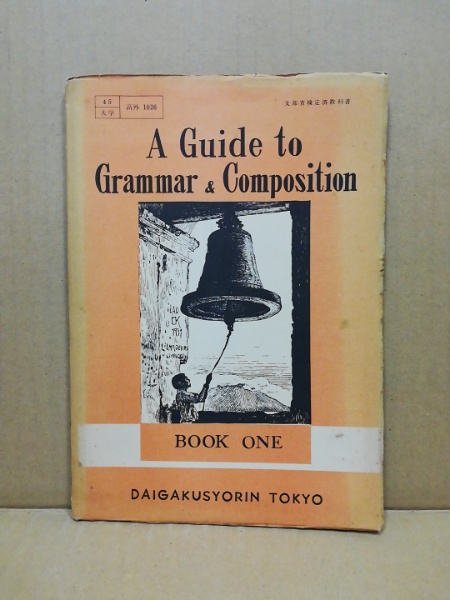 45
大学
高外 1036
文部省検定済教科書
A Guide to
Grammar & Composition
BOOK ONE
DAIGAKUSYORIN TOKYO